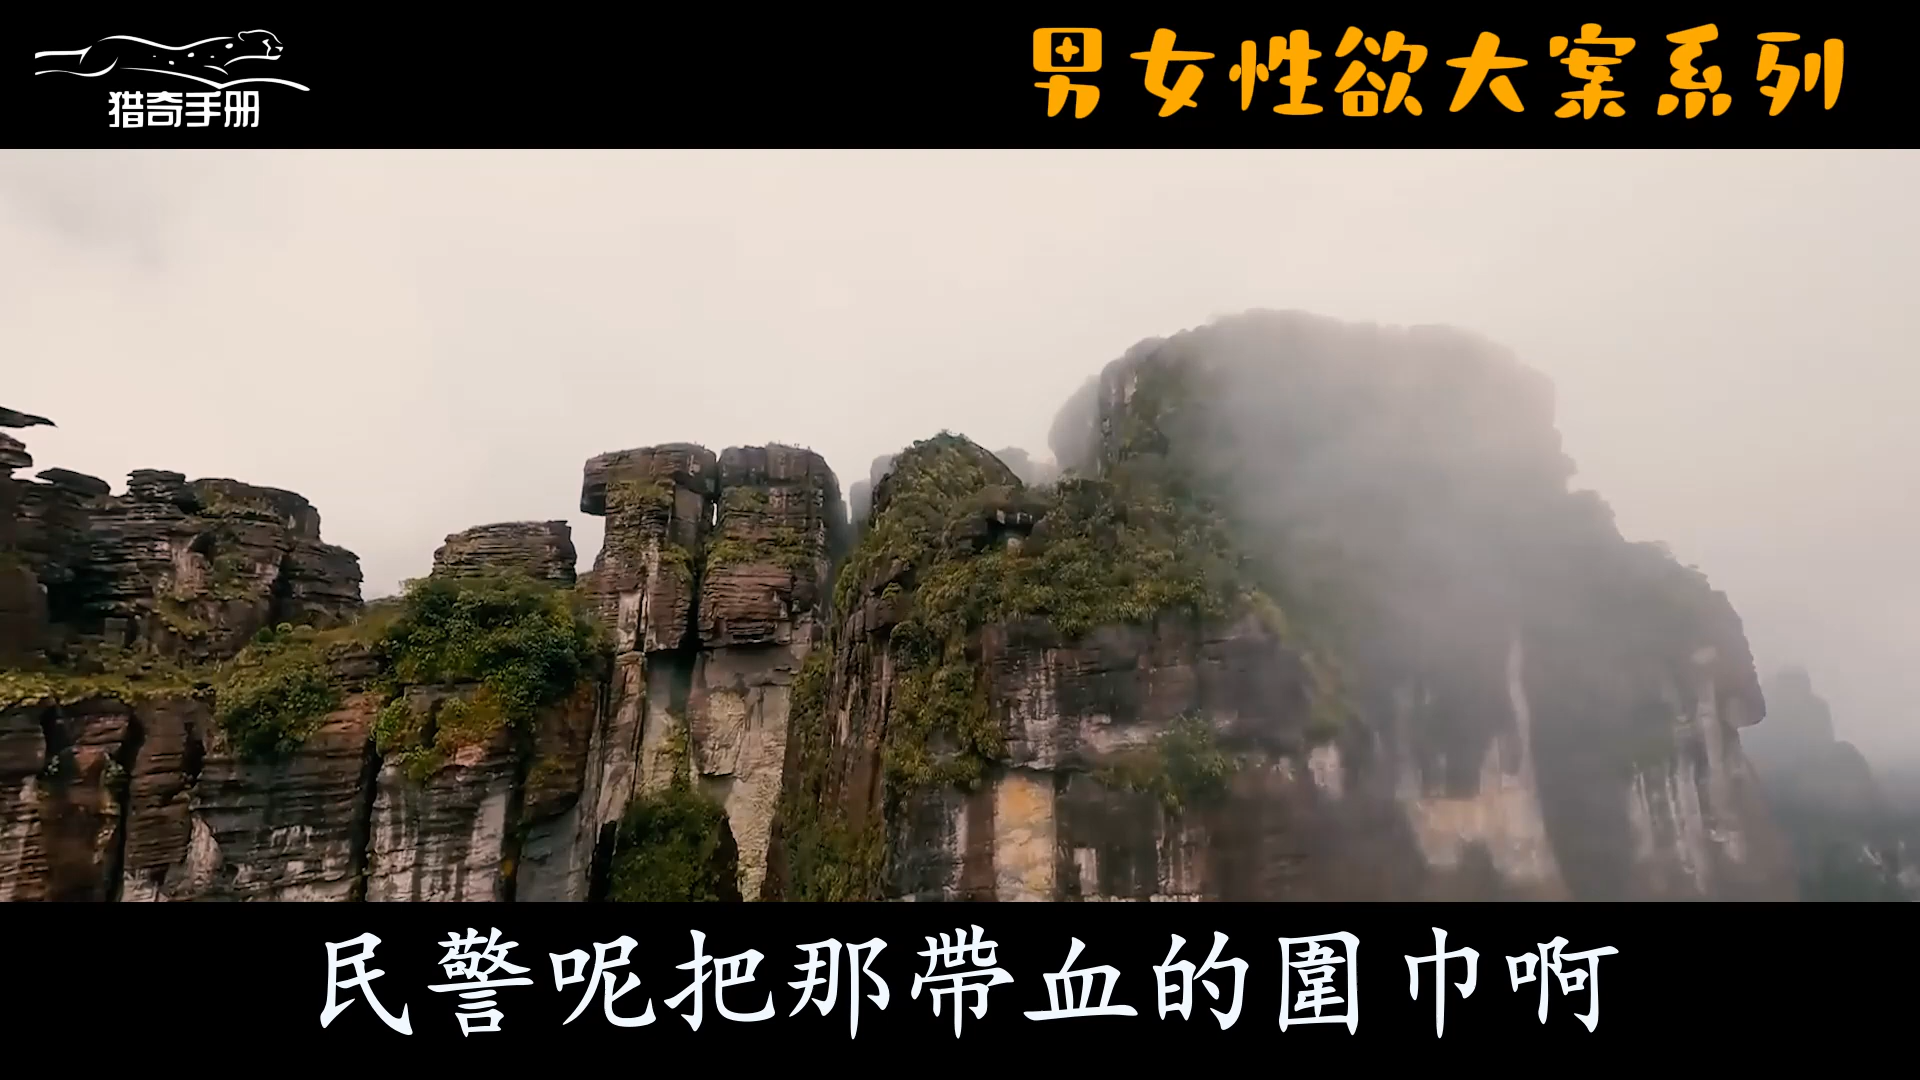 猎奇手册
男女性欲大案系列
民警呢把那帶血的圍巾啊